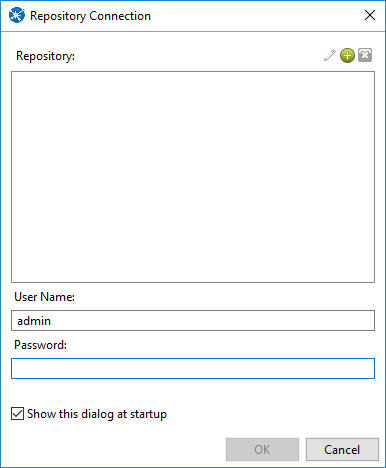 Repository Connection
Repository:
User Name:
admin
Password:
Show this dialog at startup
OK
Cancel